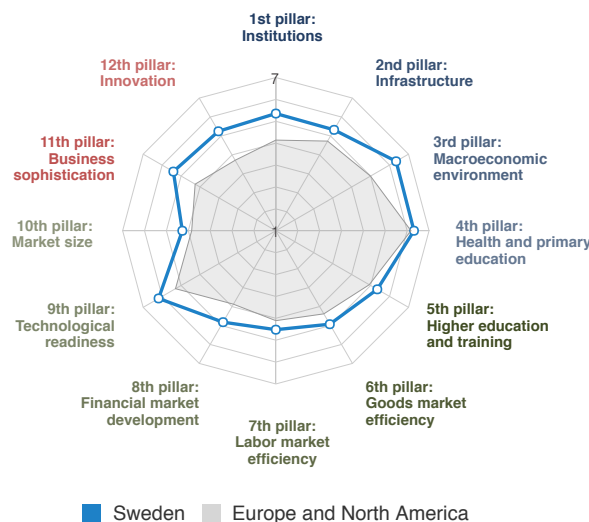 1st pillar:
Institutions
2nd pillar:
Infrastructure
3rd pillar:
Macroeconomic
environment
4th pillar:
Health and primary
education
5th pillar:
Higher education
and training
6th pillar:
Goods market
efficiency
7th pillar:
Labor market
efficiency
8th pillar:
Financial market
development
9th pillar:
Technological
readiness
10th pillar:
Market size
11th pillar:
Business
sophistication
12th pillar:
Innovation
7
1
Sweden
Europe and North America